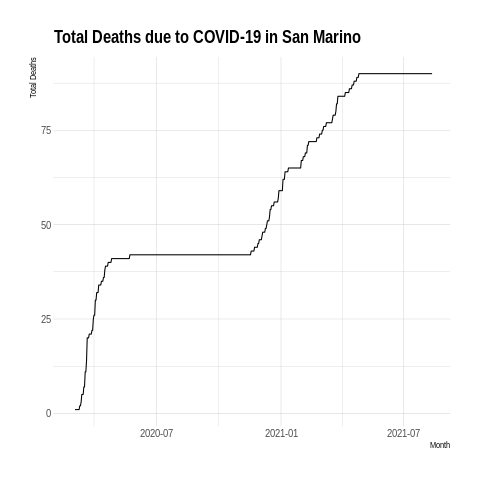 Total Deaths due to COVID-19 in San Marino
Total Deaths
75
50
25
0
2020-07
2021-01
2021-07
Month